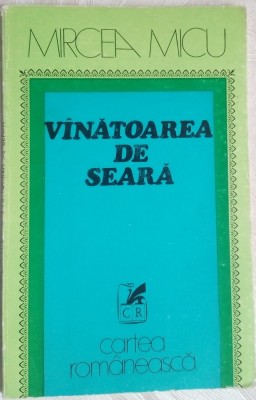 MIRCEA MICU
VÎNĂTOAREA
DE
SEARĂ
CR
cartea
românească